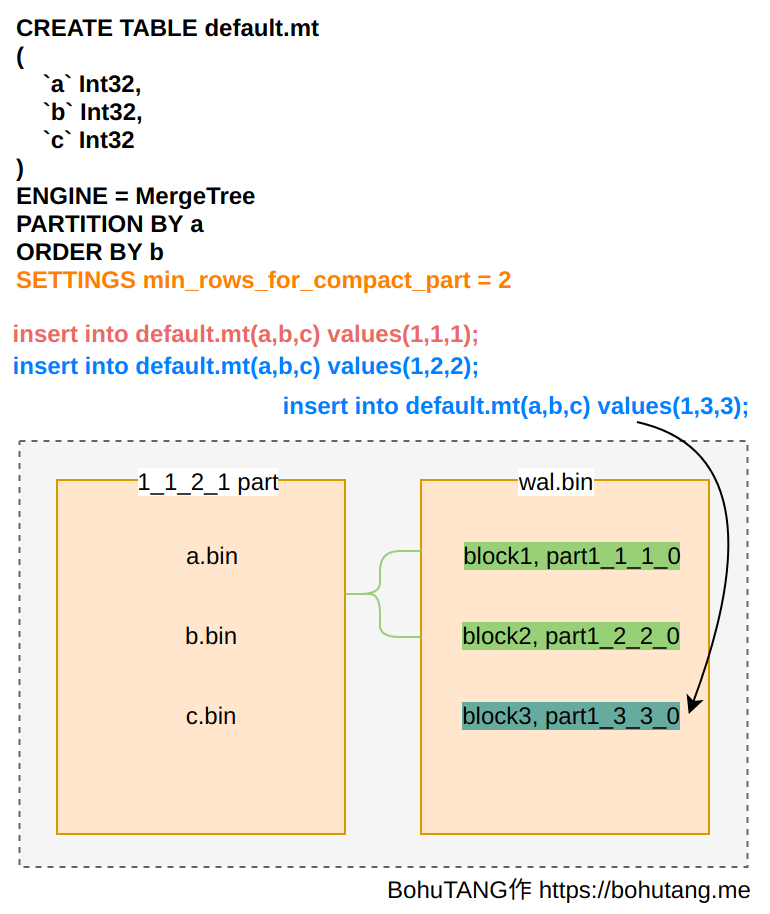 CREATE TABLE default.mt
(
`a` Int32,
`b` Int32,
`c` Int32
)
ENGINE = MergeTree
PARTITION BY a
ORDER BY b
SETTINGS min_rows_for_compact_part = 2
insert into default.mt(a,b,c) values(1,1,1);
insert into default.mt(a,b,c) values(1,2,2);
insert into default.mt(a,b,c) values(1,3,3);
1_1_2_1 part
a.bin
b.bin
c.bin
wal.bin
block1, part1_1_1_0
block2, part1_2_2_0
block3, part1_3_3_0
BohuTANG作 https://bohutang.me